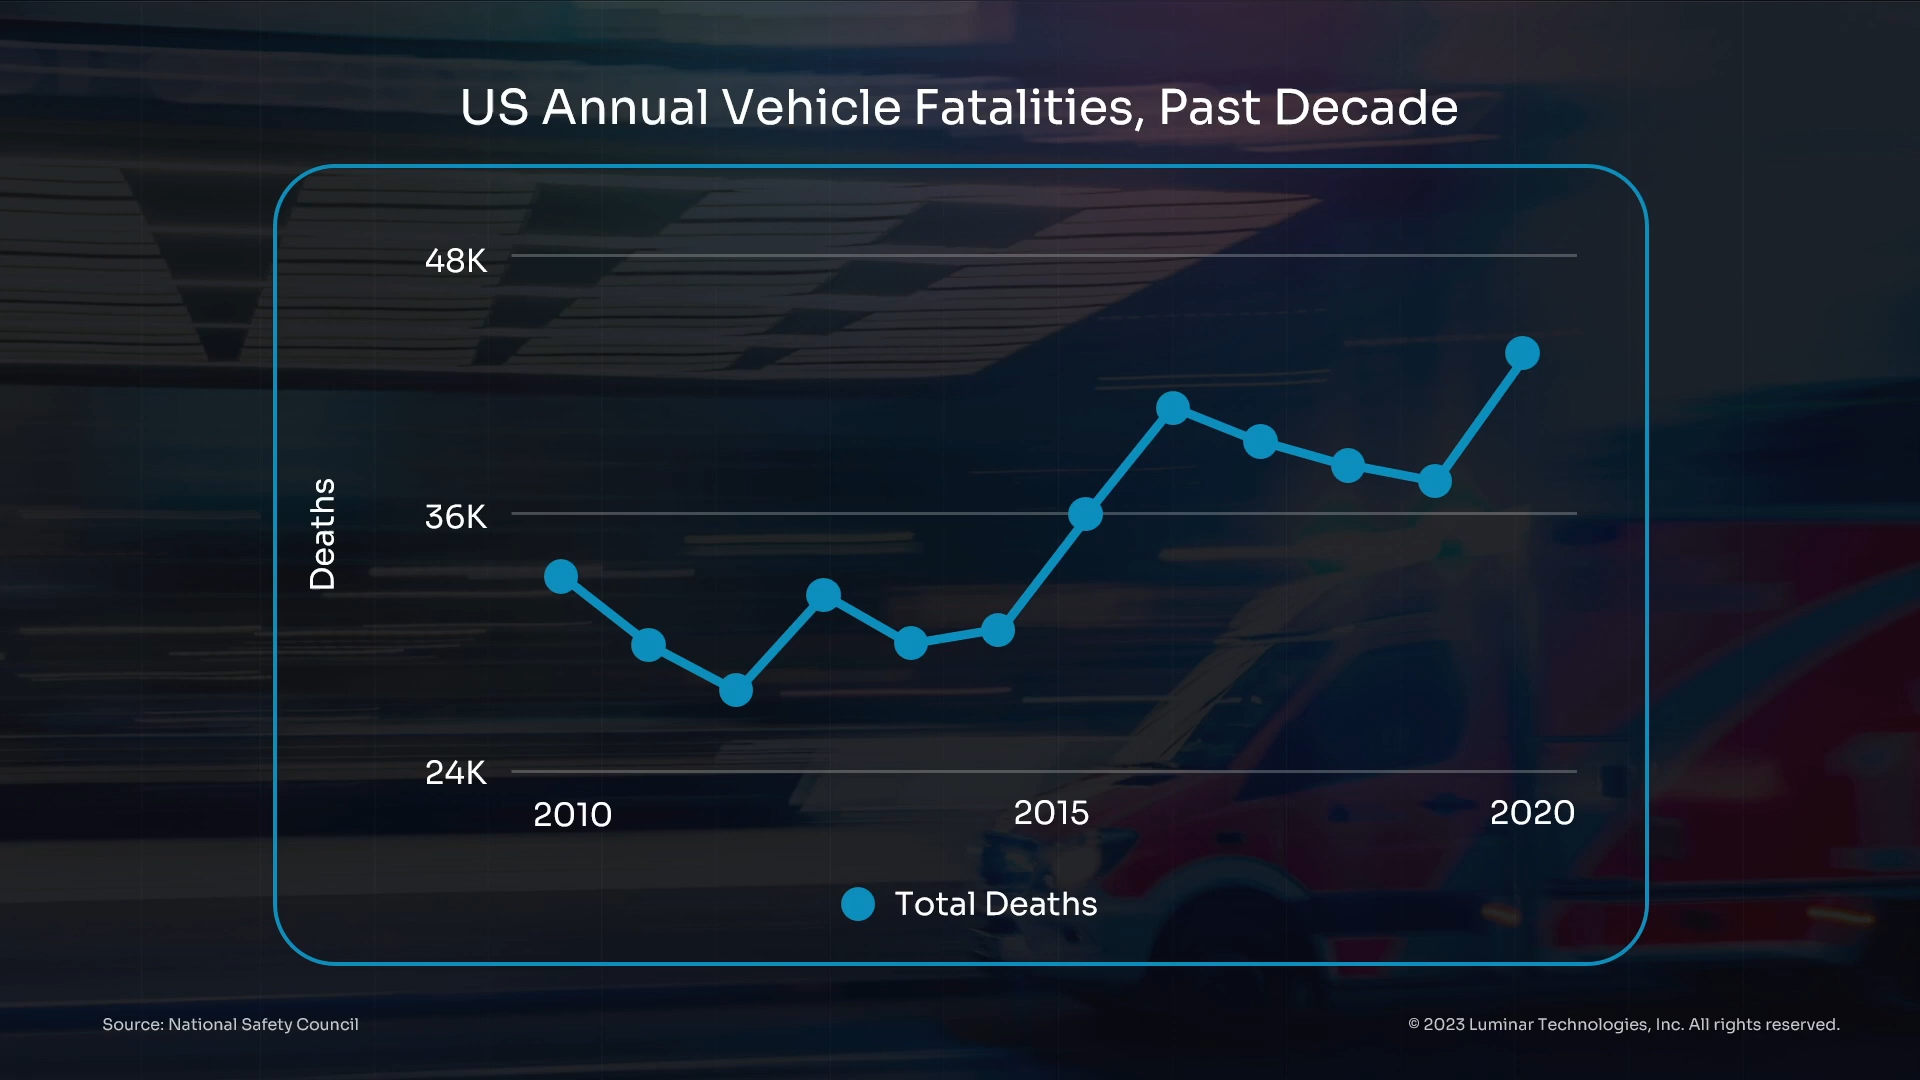 US Annual Vehicle Fatalities, Past Decade
48K
36K
24K
Deaths
2010 2015 2020
Total Deaths
Source: National Safety Council
© 2023 Luminar Technologies, Inc. All rights reserved.